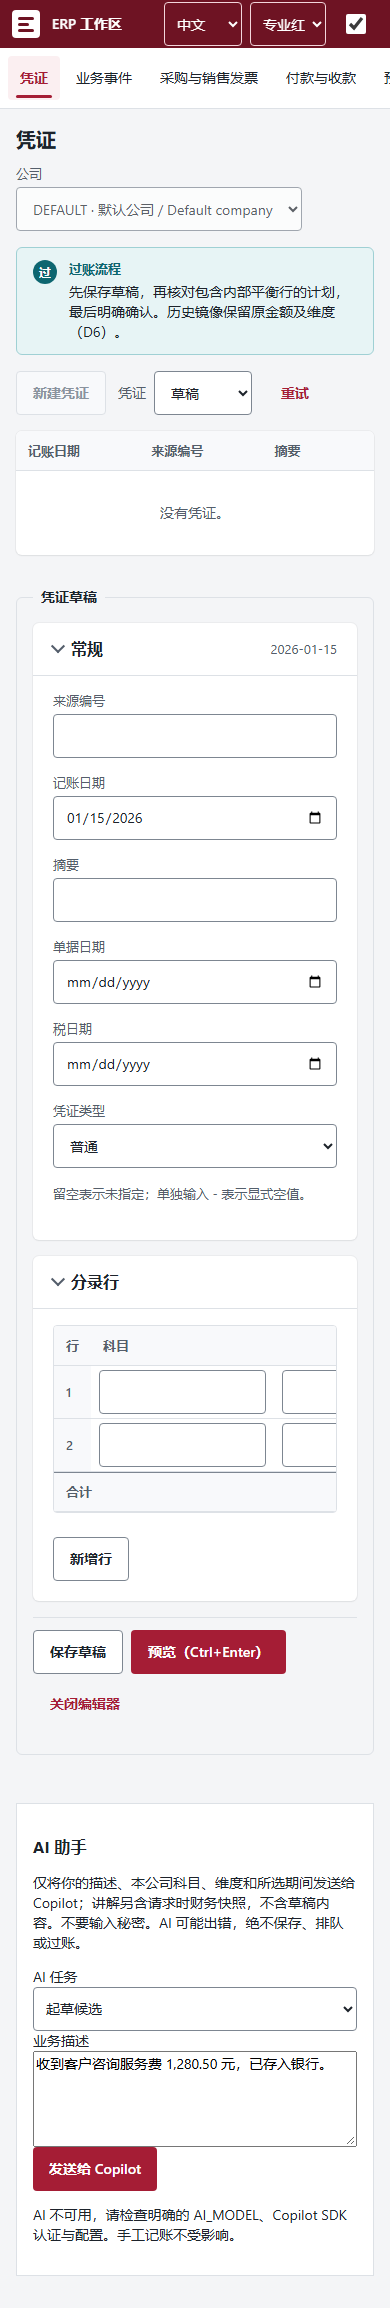 ERP 工作区
中文
专业红
凭证
业务事件
采购与销售发票
付款与收款
凭证
公司
DEFAULT · 默认公司 / Default company
过
过账流程
先保存草稿，再核对包含内部平衡行的计划，
最后明确确认。历史镜像保留原金额及维度
（D6）。
新建凭证
凭证
草稿
重试
记账日期
来源编号
摘要
没有凭证。
凭证草稿
常规
2026-01-15
来源编号
记账日期
01/15/2026
摘要
单据日期
mm/dd/yyyy
税日期
mm/dd/yyyy
凭证类型
普通
留空表示未指定；单独输入 - 表示显式空值。
分录行
行
科目
1
2
合计
新增行
保存草稿
预览（Ctrl+Enter）
关闭编辑器
AI 助手
仅将你的描述、本公司科目、维度和所选期间发送给
Copilot；讲解另含请求时财务快照，不含草稿内
容。不要输入秘密。AI 可能出错，绝不保存、排队
或过账。
AI 任务
起草候选
业务描述
收到客户咨询服务费 1,280.50 元，已存入银行。
发送给 Copilot
AI 不可用，请检查明确的 AI_MODEL、Copilot SDK
认证与配置。手工记账不受影响。